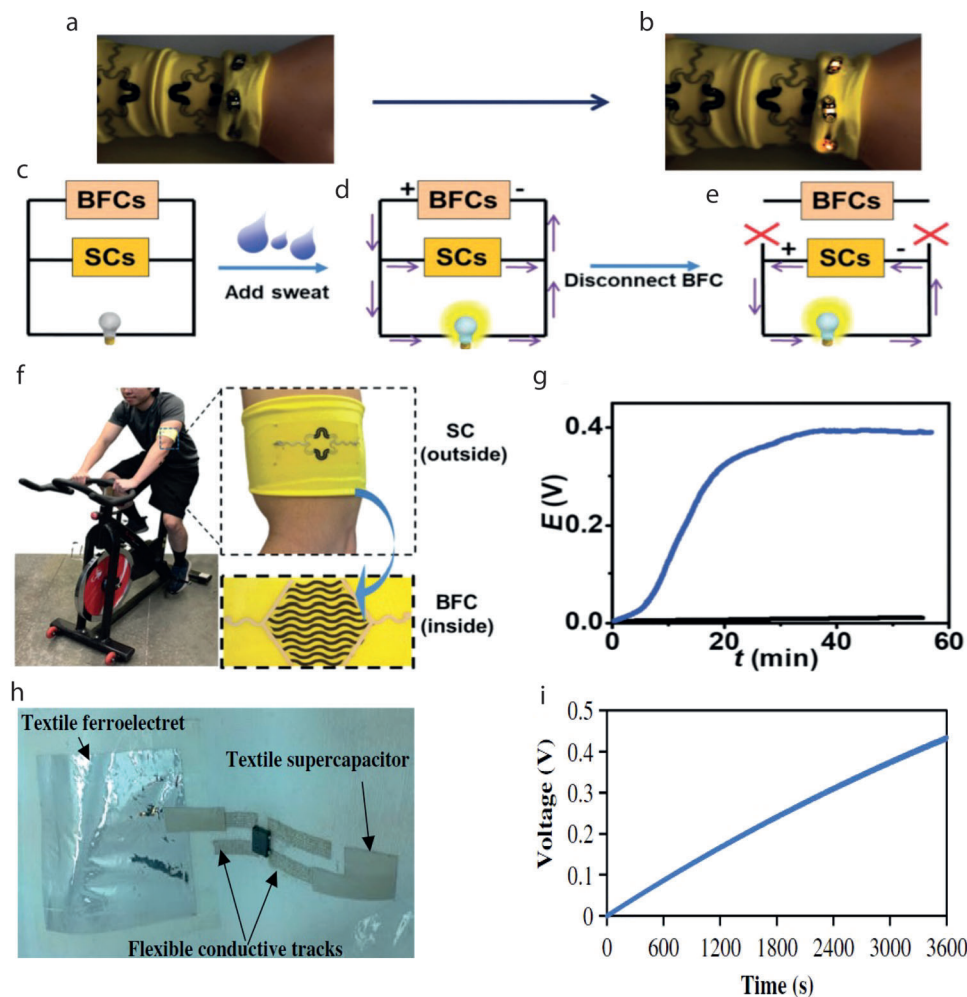 a
b
c
BFCs
SCs
Add sweat
d
+ BFCs -
SCs
Disconnect BFC
e
BFCs
+ SCs -
f
SC
(outside)
BFC
(inside)
g
E (V)
0.4
0.2
0.0
0 20 40 60
t (min)
h
Textile ferroelectret
Textile supercapacitor
Flexible conductive tracks
i
Voltage (V)
0.5
0.4
0.3
0.2
0.1
0
0 600 1200 1800 2400 3000 3600
Time (s)